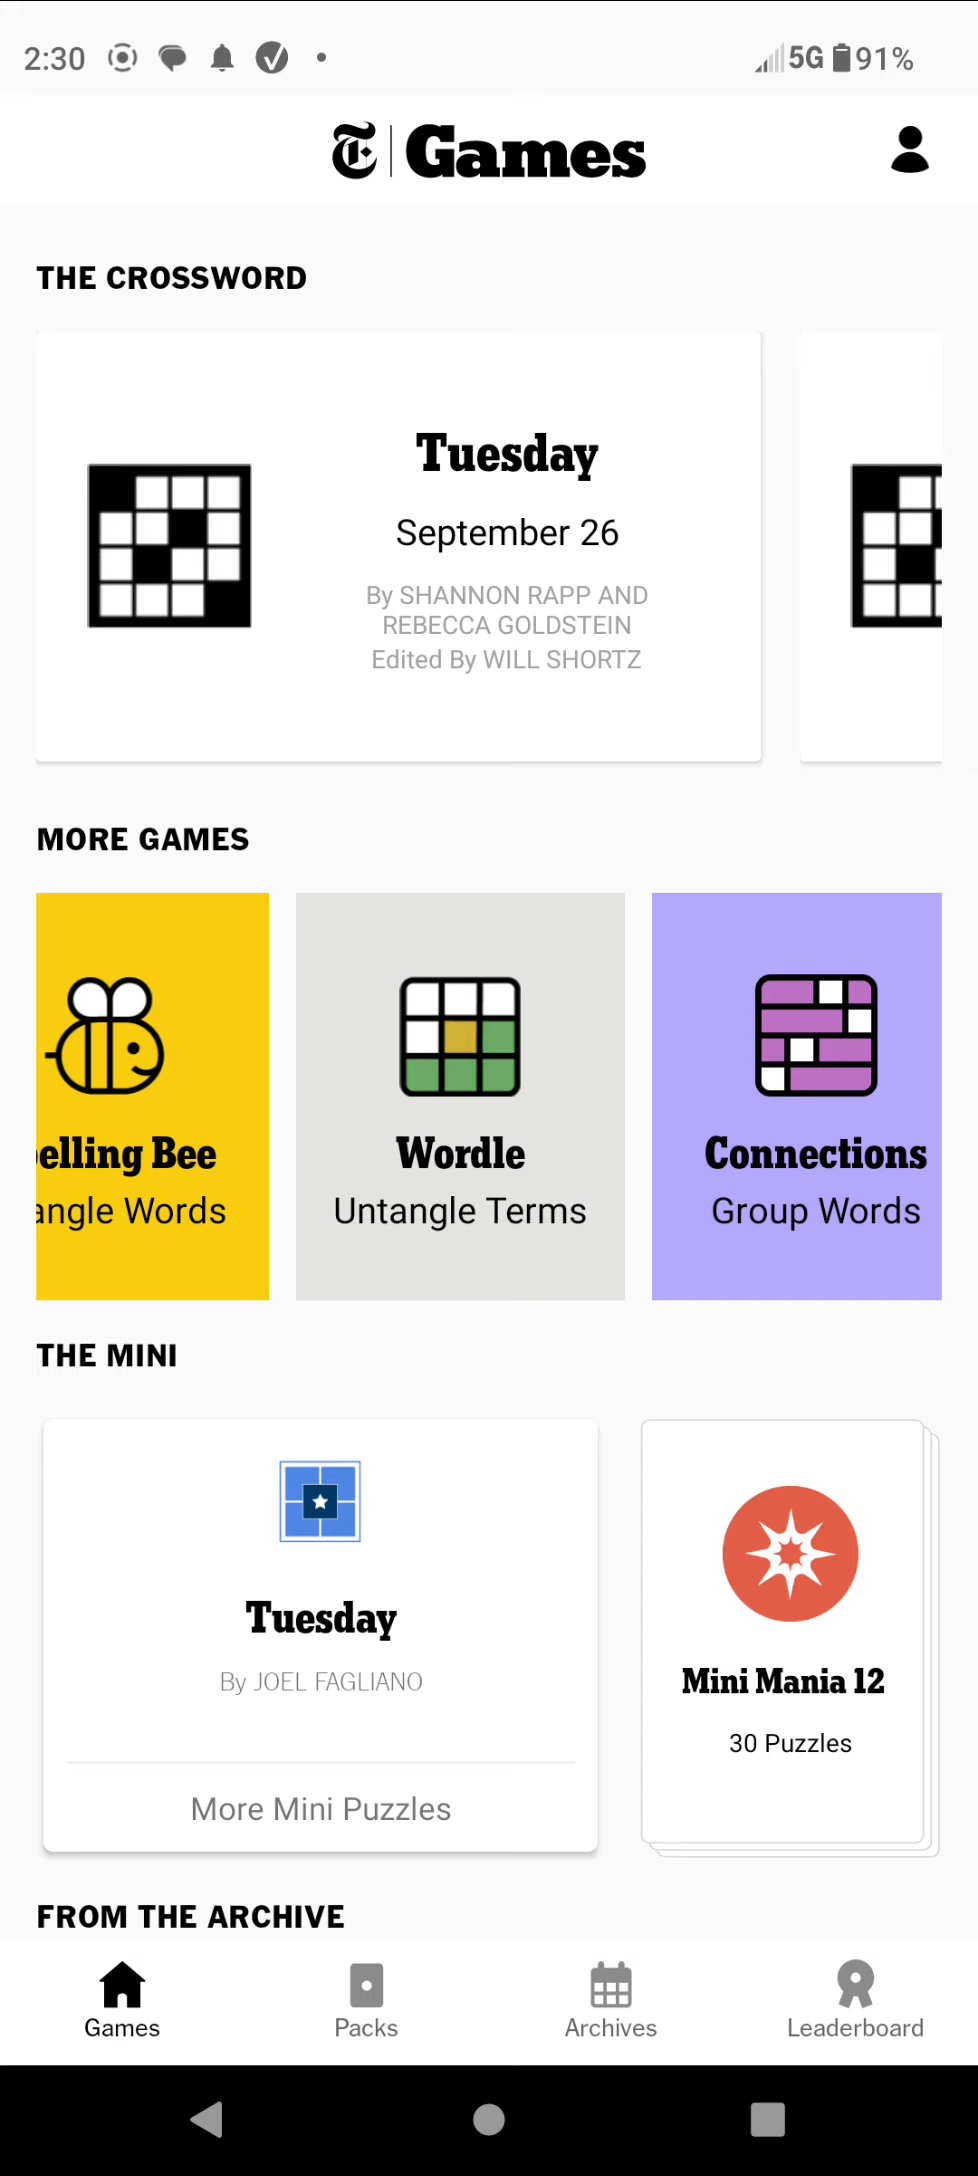 2:30 5G 91%
T Games
THE CROSSWORD
Tuesday
September 26
By SHANNON RAPP AND
REBECCA GOLDSTEIN
Edited By WILL SHORTZ
MORE GAMES
elling Bee
angle Words
Wordle
Untangle Terms
Connections
Group Words
THE MINI
Tuesday
By JOEL FAGLIANO
More Mini Puzzles
Mini Mania 12
30 Puzzles
FROM THE ARCHIVE
Games
Packs
Archives
Leaderboard